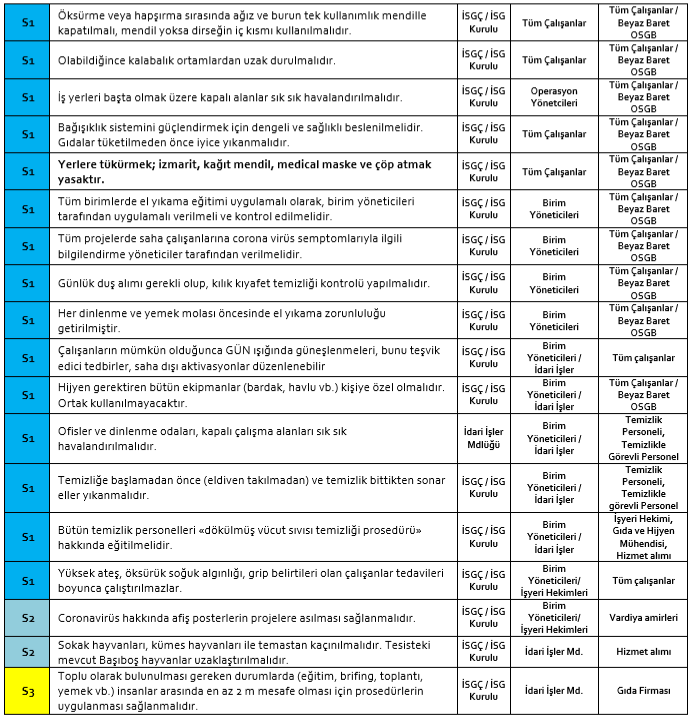 S1
Öksürme veya hapşırma sırasında ağız ve burun tek kullanımlık mendille
kapatılmalı, mendil yoksa dirseğin iç kısmı kullanılmalıdır.
İSGÇ / İSG
Kurulu
Tüm Çalışanlar
Tüm Çalışanlar /
Beyaz Baret
OSGB
S1
Olabildiğince kalabalık ortamlardan uzak durulmalıdır.
İSGÇ / İSG
Kurulu
Tüm Çalışanlar
Tüm Çalışanlar /
Beyaz Baret
OSGB
S1
İş yerleri başta olmak üzere kapalı alanlar sık sık havalandırılmalıdır.
İSGÇ / İSG
Kurulu
Operasyon
Yönetcileri
Tüm Çalışanlar /
Beyaz Baret
OSGB
S1
Bağışıklık sistemini güçlendirmek için dengeli ve sağlıklı beslenilmelidir.
Gıdalar tüketilmeden önce iyice yıkanmalıdır.
İSGÇ / İSG
Kurulu
Tüm Çalışanlar
Tüm Çalışanlar /
Beyaz Baret
OSGB
S1
Yerlere tükürmek; izmarit, kağıt mendil, medical maske ve çöp atmak
yasaktır.
İSGÇ / İSG
Kurulu
Tüm Çalışanlar
Tüm Çalışanlar /
Beyaz Baret
OSGB
S1
Tüm birimlerde el yıkama eğitimi uygulamalı olarak, birim yöneticileri
tarafından uygulamalı verilmeli ve kontrol edilmelidir.
İSGÇ / İSG
Kurulu
Birim
Yöneticileri
Tüm Çalışanlar /
Beyaz Baret
OSGB
S1
Tüm projelerde saha çalışanlarına corona virüs semptomlarıyla ilgili
bilgilendirme yöneticiler tarafından verilmelidir.
İSGÇ / İSG
Kurulu
Birim
Yöneticileri
Tüm Çalışanlar /
Beyaz Baret
OSGB
S1
Günlük duş alımı gerekli olup, kılık kıyafet temizliği kontrolü yapılmalıdır.
İSGÇ / İSG
Kurulu
Birim
Yöneticileri
Tüm Çalışanlar /
Beyaz Baret
OSGB
S1
Her dinlenme ve yemek molası öncesinde el yıkama zorunluluğu
getirilmiştir.
İSGÇ / İSG
Kurulu
Birim
Yöneticileri
Tüm Çalışanlar /
Beyaz Baret
OSGB
S1
Çalışanların mümkün olduğunca GÜN ışığında güneşlenmeleri, bunu teşvik
edici tedbirler, saha dışı aktivasyonlar düzenlenebilir
İSGÇ / İSG
Kurulu
Birim
Yöneticileri /
İdari İşler
Tüm çalışanlar
S1
Hijyen gerektiren bütün ekipmanlar (bardak, havlu vb.) kişiye özel olmalıdır.
Ortak kullanılmayacaktır.
İSGÇ / İSG
Kurulu
Birim
Yöneticileri /
İdari İşler
Tüm Çalışanlar /
Beyaz Baret
OSGB
S1
Ofisler ve dinlenme odaları, kapalı çalışma alanları sık sık
havalandırılmalıdır.
İdari İşler
Mdlüğü
Birim
Yöneticileri /
İdari İşler
Temizlik
Personeli,
Temizlikle
Görevli Personel
S1
Temizliğe başlamadan önce (eldiven takılmadan) ve temizlik bittikten sonar
eller yıkanmalıdır.
İSGÇ / İSG
Kurulu
Birim
Yöneticileri /
İdari İşler
Temizlik
Personeli,
Temizlikle
görevli Personel
S1
Bütün temizlik personelleri «dökülmüş vücut sıvısı temizliği prosedürü»
hakkında eğitilmelidir.
İSGÇ / İSG
Kurulu
Birim
Yöneticileri
/ İdari İşler
İşyeri Hekimi,
Gıda ve Hijyen
Mühendisi,
Hizmet alımı
S1
Yüksek ateş, öksürük soğuk algınlığı, grip belirtileri olan çalışanlar tedavileri
boyunca çalıştırılmazlar.
İSGÇ / İSG
Kurulu
Birim
Yöneticileri/
İşyeri Hekimleri
Tüm çalışanlar
S2
Coronavirüs hakkında afiş posterlerin projelere asılması sağlanmalıdır.
İSGÇ / İSG
Kurulu
Birim
Yöneticileri/
İşyeri Hekimleri
Vardiya amirleri
S2
Sokak hayvanları, kümes hayvanları ile temastan kaçınılmalıdır. Tesisteki
mevcut Başıboş hayvanlar uzaklaştırılmalıdır.
İSGÇ / İSG
Kurulu
İdari İşler Md.
Hizmet alımı
S3
Toplu olarak bulunulması gereken durumlarda (eğitim, brifing, toplantı,
yemek vb.) insanlar arasında en az 2 m mesafe olması için prosedürlerin
uygulanması sağlanmalıdır.
İSGÇ / İSG
Kurulu
İdari İşler Md.
Gıda Firması